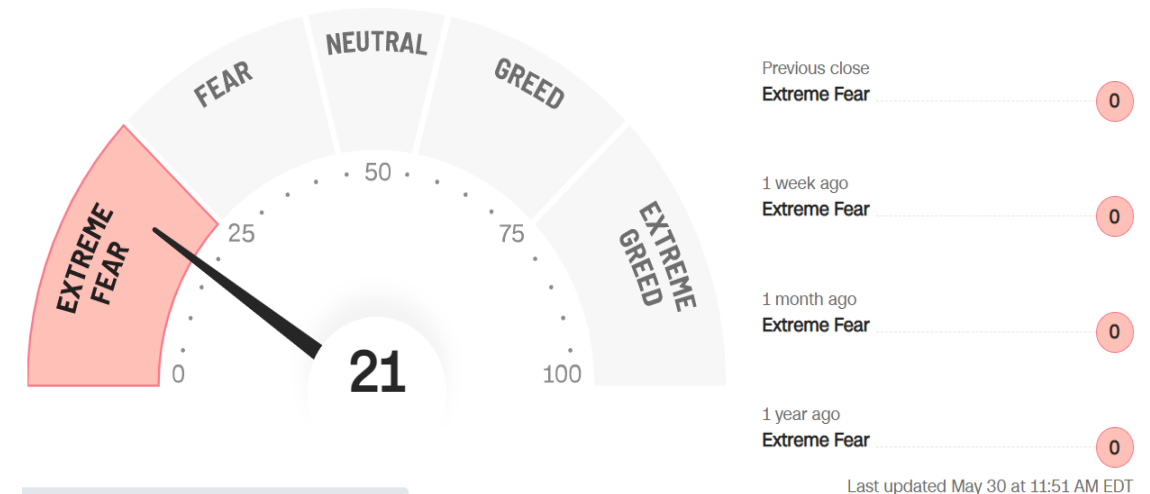 EXTREME
FEAR
FEAR
NEUTRAL
GREED
EXTREME
GREED
0
25
50
75
100
21
Previous close
Extreme Fear
0
1 week ago
Extreme Fear
0
1 month ago
Extreme Fear
0
1 year ago
Extreme Fear
0
Last updated May 30 at 11:51 AM EDT